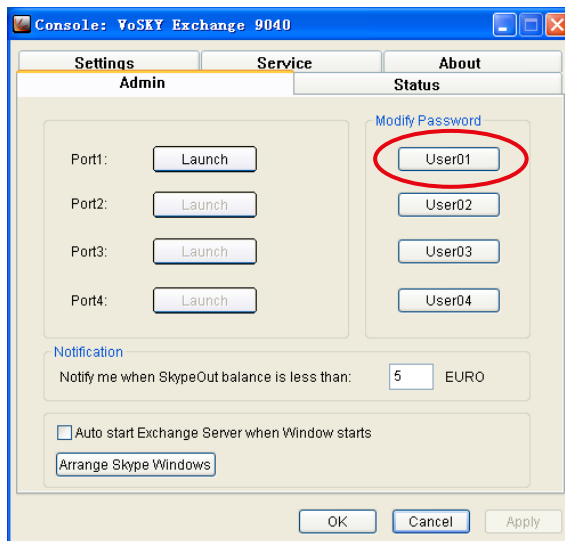 Console: VoSKY Exchange 9040
Settings Service About
Admin Status
Modify Password
Port1: Launch User01
Port2: Launch User02
Port3: Launch User03
Port4: Launch User04
Notification
Notify me when SkypeOut balance is less than: 5 EURO
Auto start Exchange Server when Window starts
Arrange Skype Windows
OK Cancel Apply